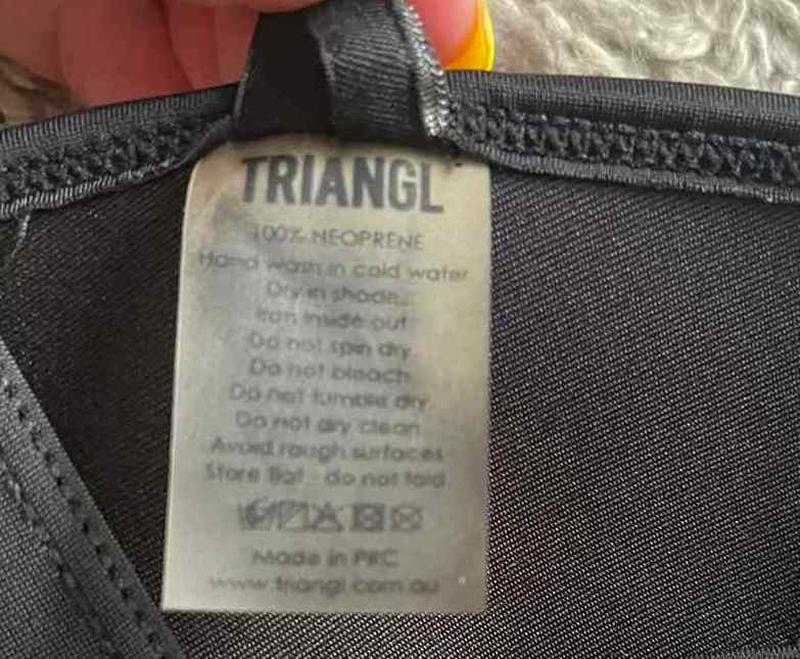 TRIANGL
100% NEOPRENE
Hand wash in cold water
Dry in shade
Iron inside out
Do not spin dry
Do not bleach
Do not tumble dry
Do not dry clean
Avoid rough surfaces
Store flat do not fold
Made in PRC
www.triangl.com.au